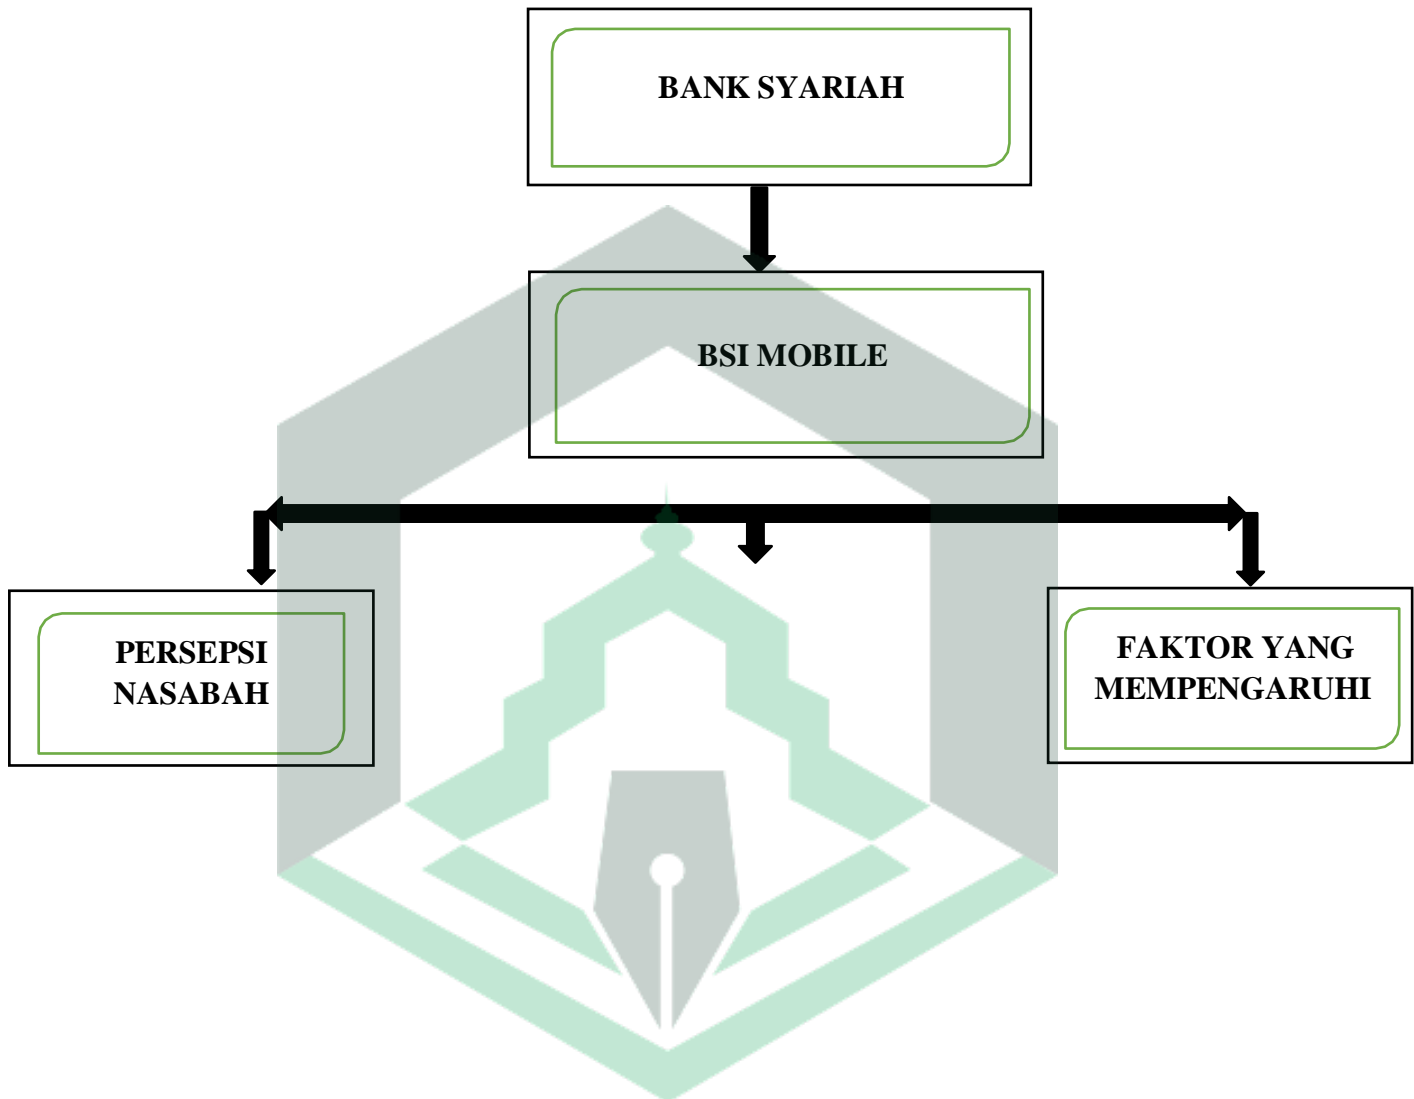 BANK SYARIAH
BSI MOBILE
PERSEPSI
NASABAH
FAKTOR YANG
MEMPENGARUHI